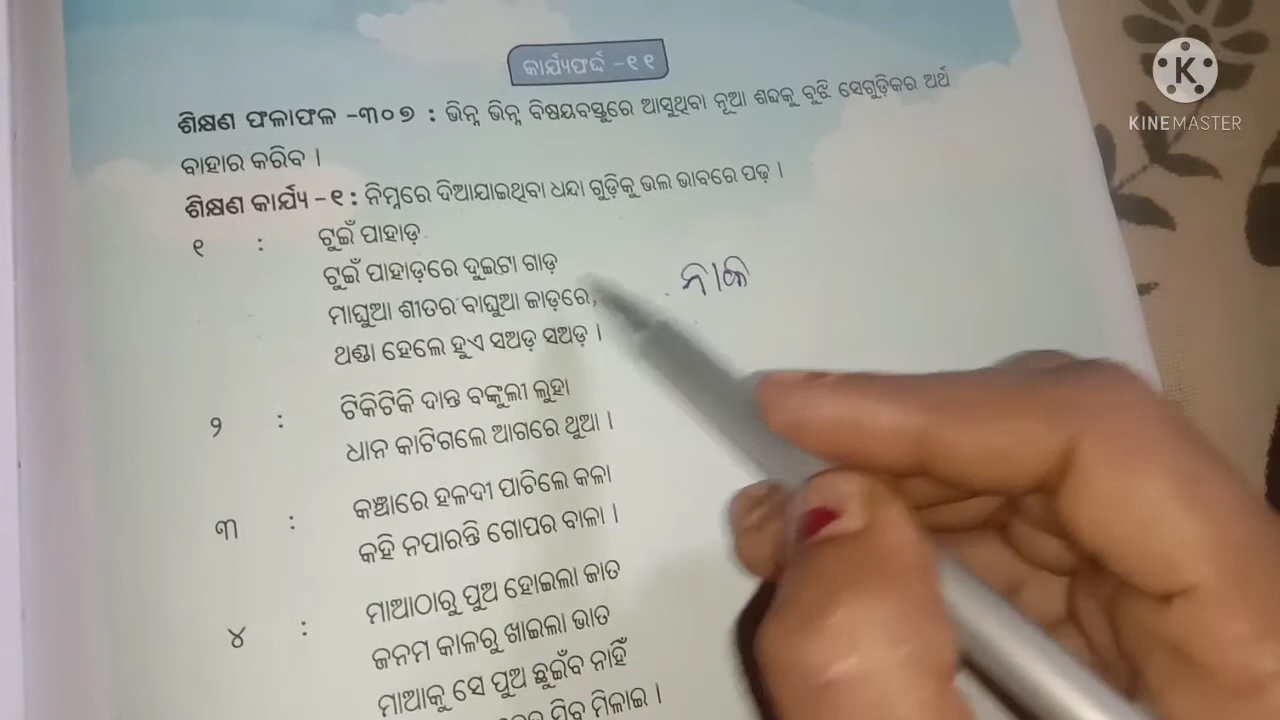 କାର୍ଯ୍ୟଫର୍ଦ୍ଦ -୧୧
ଶିକ୍ଷଣ ଫଳାଫଳ -୩୦୭ : ଭିନ୍ନ ଭିନ୍ନ ବିଷୟବସ୍ତୁରେ ଆସୁଥିବା ନୂଆ ଶବ୍ଦକୁ ବୁଝି ସେଗୁଡ଼ିକର ଅର୍ଥ
ବାହାର କରିବ ।
ଶିକ୍ଷଣ କାର୍ଯ୍ୟ -୧ : ନିମ୍ନରେ ଦିଆଯାଇଥିବା ଧନ୍ଦା ଗୁଡ଼ିକୁ ଭଲ ଭାବରେ ପଢ଼ ।
୧ : ଟୁଇଁ ପାହାଡ଼
ଟୁଇଁ ପାହାଡ଼ରେ ଦୁଇଟା ଗାଡ଼
ମାଘୁଆ ଶୀତର ବାଘୁଆ ଜାଡ଼ରେ,
ଥଣ୍ଡା ହେଲେ ହୁଏ ସଅଡ଼ ସଅଡ଼ ।
ନାକ
୨ : ଟିକିଟିକି ଦାନ୍ତ ବଙ୍କୁଲୀ ଲୁହା
ଧାନ କାଟିଗଲେ ଆଗରେ ଥୁଆ ।
୩ : କଞ୍ଚାରେ ହଳଦୀ ପାଚିଲେ କଳା
କହି ନପାରନ୍ତି ଗୋପର ବାଳା ।
୪ : ମାଆଠାରୁ ପୁଅ ହୋଇଲା ଜାତ
ଜନମ କାଳରୁ ଖାଇଲା ଭାତ
ମାଆକୁ ସେ ପୁଅ ଛୁଇଁବ ନାହିଁ
ମିଳାଇ ।
K
KINEMASTER